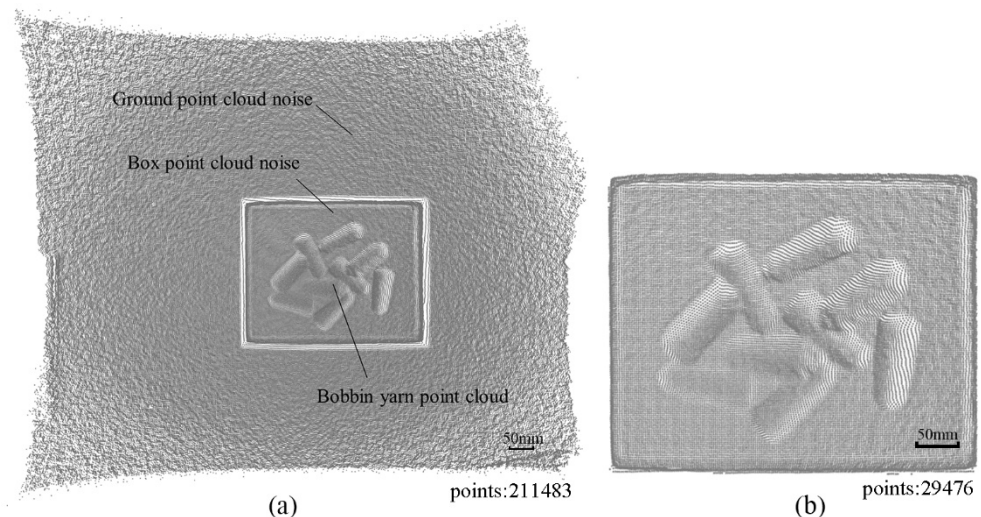 Ground point cloud noise
Box point cloud noise
Bobbin yarn point cloud
50mm
points:211483
(a)
50mm
points:29476
(b)